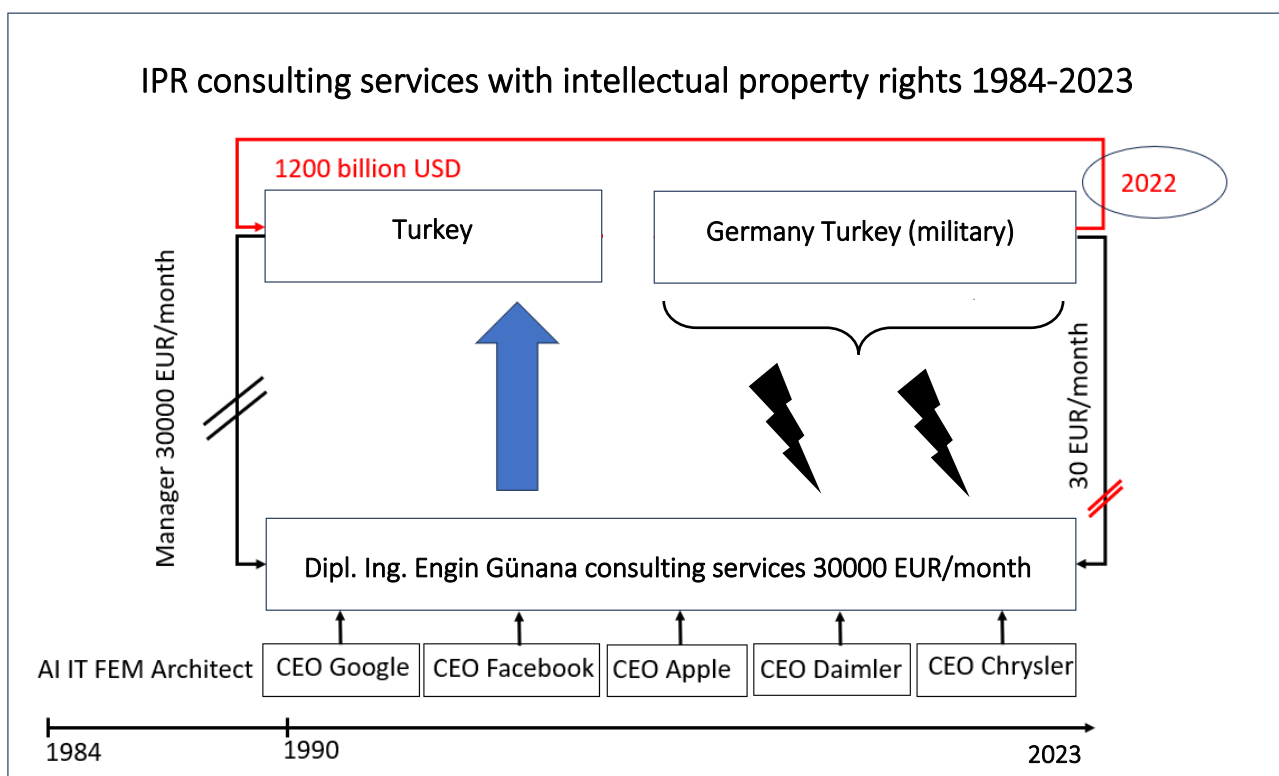 IPR consulting services with intellectual property rights 1984-2023
1200 billion USD
2022
Turkey
Germany Turkey (military)
Manager 30000 EUR/month
30 EUR/month
Dipl. Ing. Engin Günana consulting services 30000 EUR/month
AI IT FEM Architect
CEO Google
CEO Facebook
CEO Apple
CEO Daimler
CEO Chrysler
1984
1990
2023